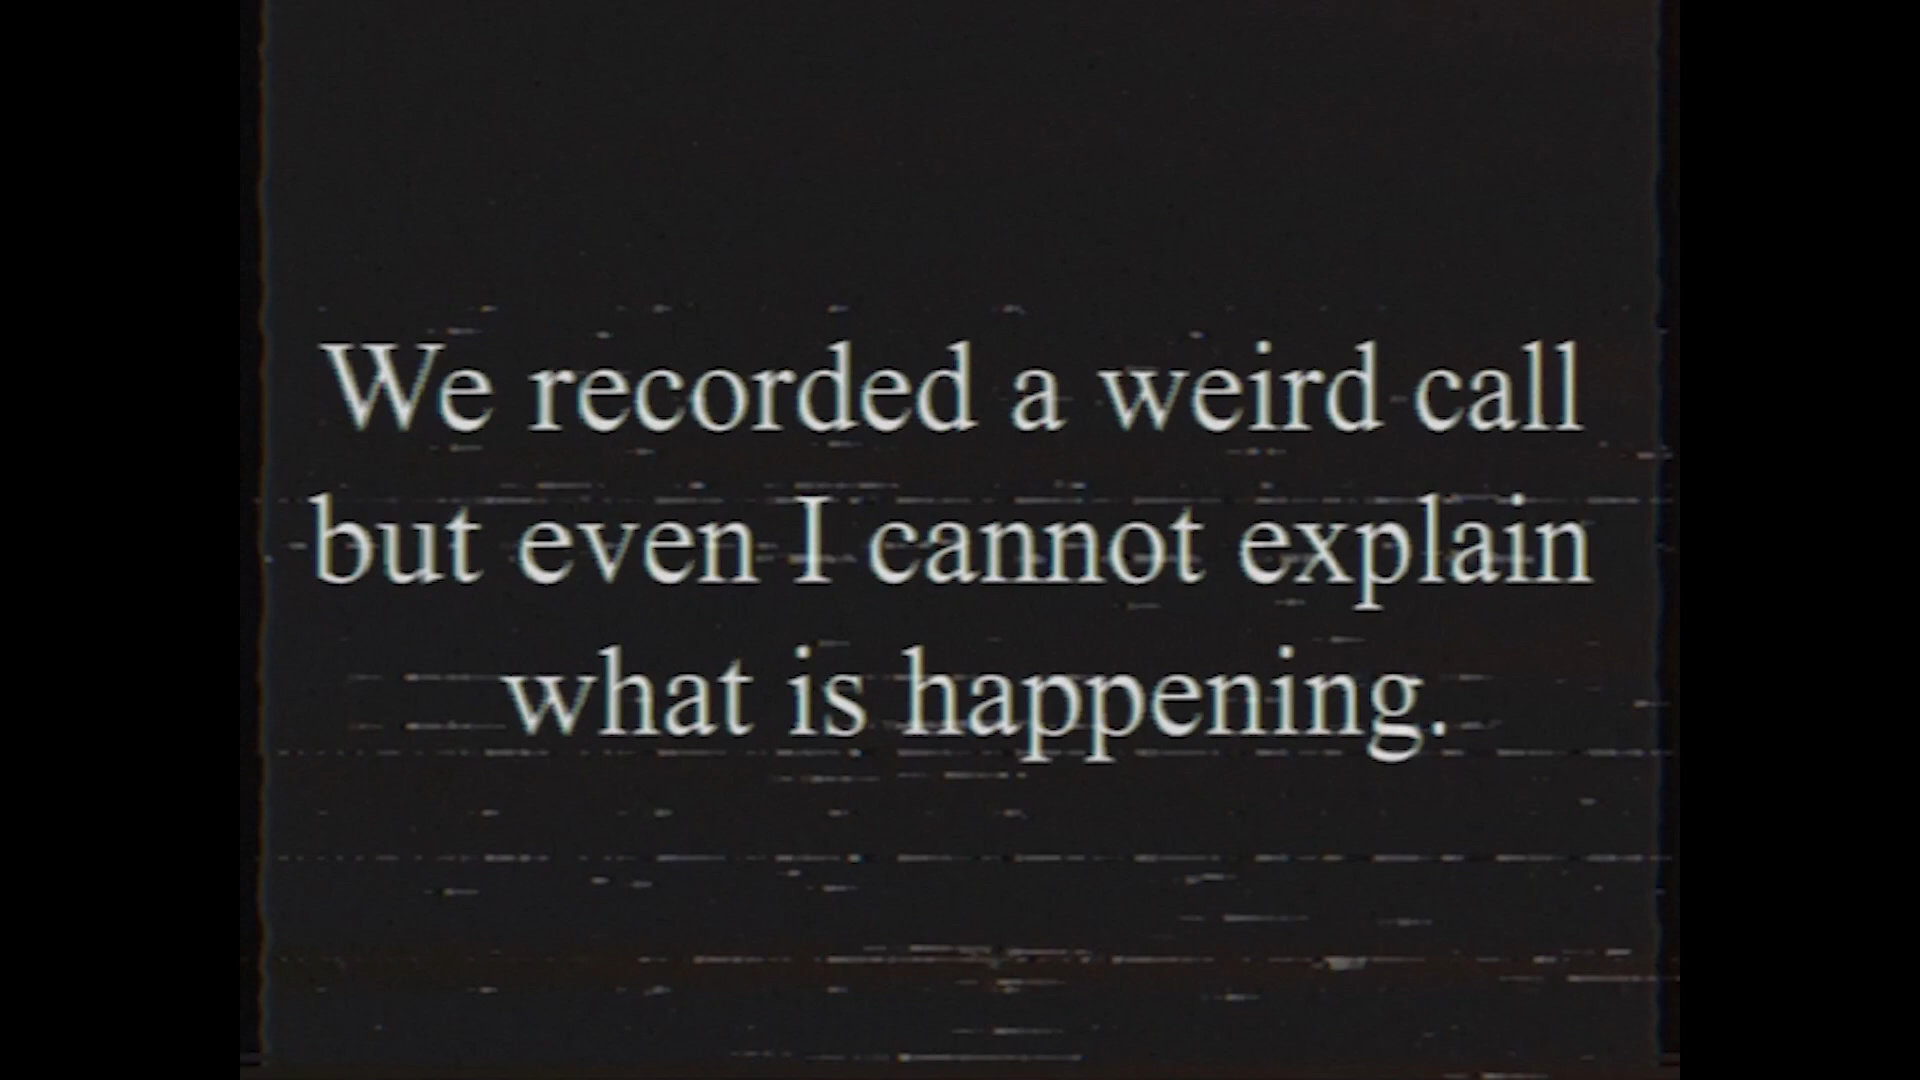 We recorded a weird call
but even I cannot explain
what is happening.